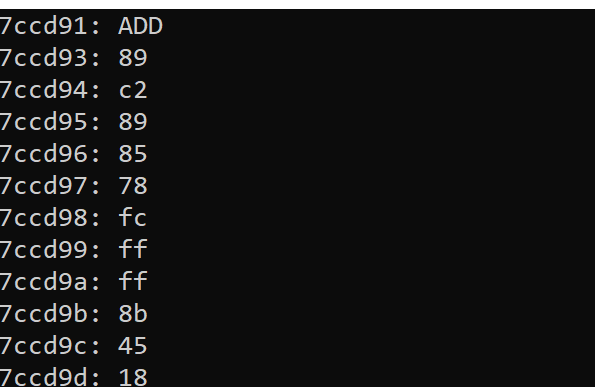 7ccd91: ADD
7ccd93: 89
7ccd94: c2
7ccd95: 89
7ccd96: 85
7ccd97: 78
7ccd98: fc
7ccd99: ff
7ccd9a: ff
7ccd9b: 8b
7ccd9c: 45
7ccd9d: 18